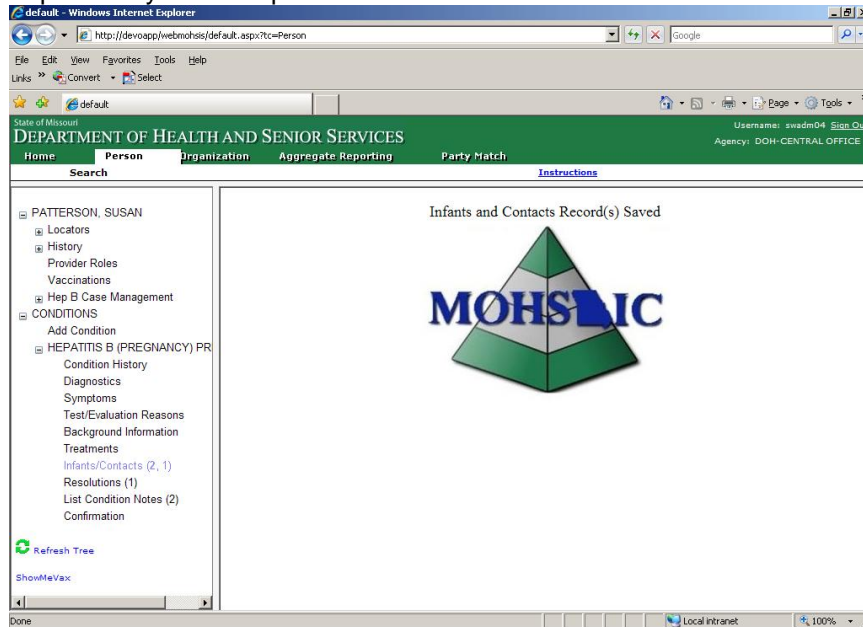 default - Windows Internet Explorer
http://devoapp/webmohsis/default.aspx?tc=Person
Google
File Edit View Favorites Tools Help
Links » Convert Select
default
Page Tools
State of Missouri
DEPARTMENT OF HEALTH AND SENIOR SERVICES
Username: swadm04 Sign Ou
Agency: DOH-CENTRAL OFFICE
Home Person Organization Aggregate Reporting Party Match
Search Instructions
PATTERSON, SUSAN
Locators
History
Provider Roles
Vaccinations
Hep B Case Management
CONDITIONS
Add Condition
HEPATITIS B (PREGNANCY) PR
Condition History
Diagnostics
Symptoms
Test/Evaluation Reasons
Background Information
Treatments
Infants/Contacts (2, 1)
Resolutions (1)
List Condition Notes (2)
Confirmation
Refresh Tree
ShowMeVax
Infants and Contacts Record(s) Saved
MOHSAIC
Done
Local intranet
100%